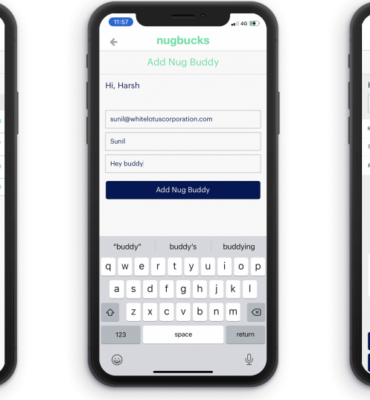 11:57
4G
nugbucks
Add Nug Buddy
Hi, Harsh
sunil@whitelotuscorporation.com
Sunil
Hey buddy
Add Nug Buddy
"buddy" buddy's buddying
q w e r t y u i o p
a s d f g h j k l
z x c v b n m
123 space return